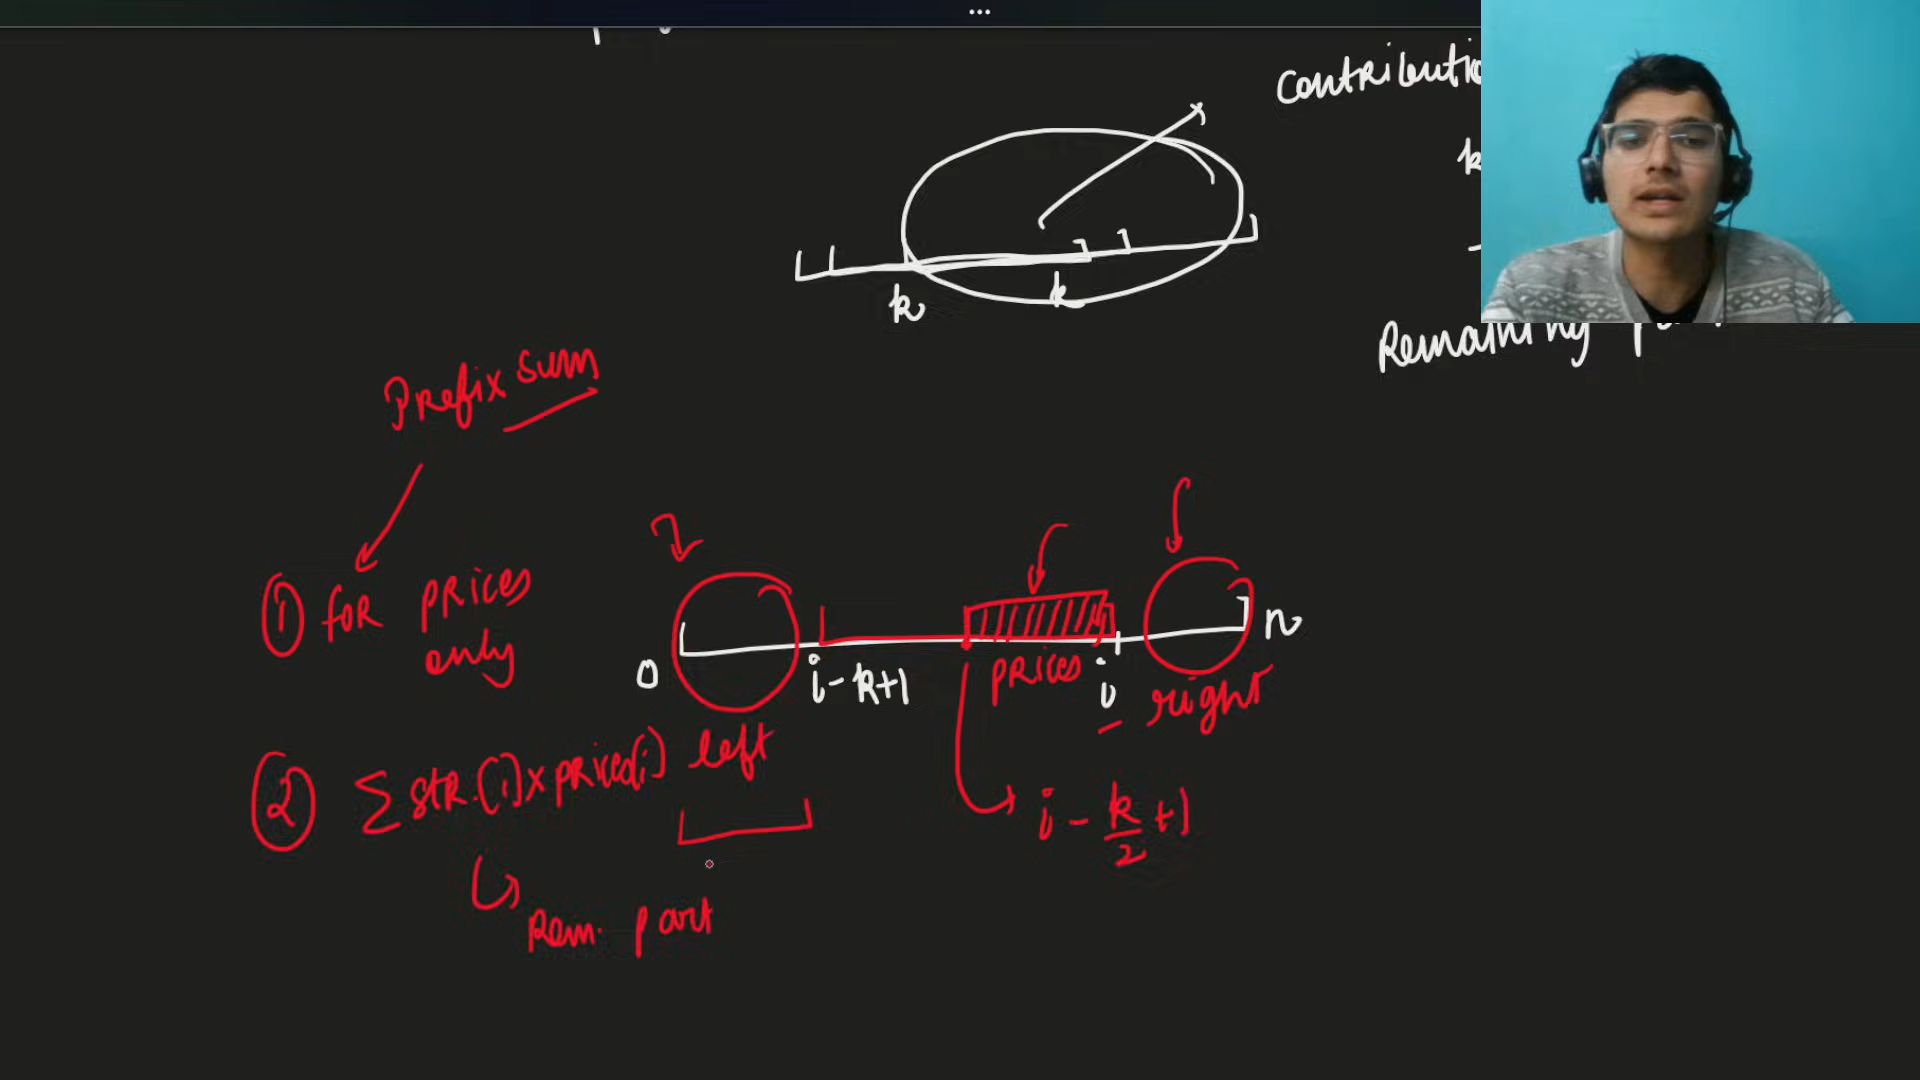 ...
Contributio
k
k
k
Remaining
Prefix sum
① for prices
only
0
i-k+1
prices
i
n
left
right
② Σ str.(i)xprices(i)
i - k/2 +1
Rem. part